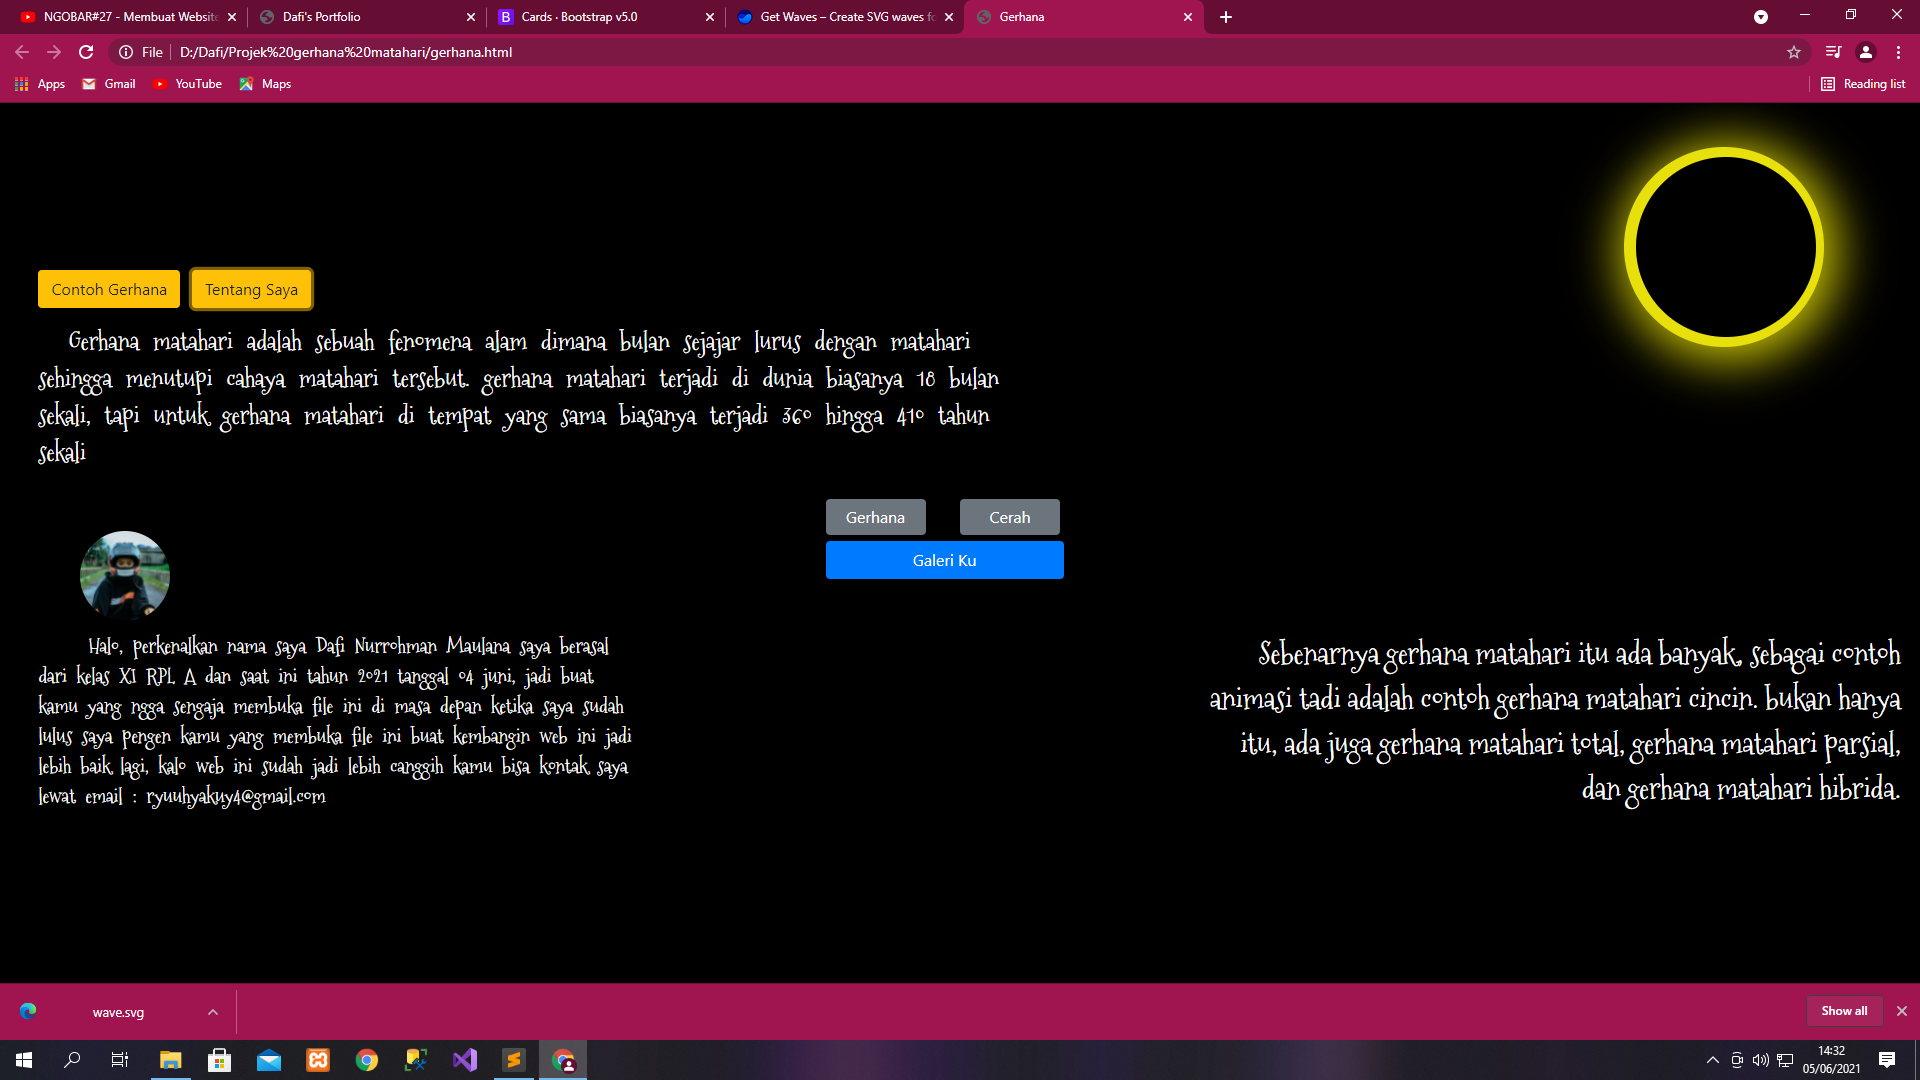 NGOBAR#27 - Membuat Website
Dafi's Portfolio
Cards · Bootstrap v5.0
Get Waves – Create SVG waves fo
Gerhana
File
D:/Dafi/Projek%20gerhana%20matahari/gerhana.html
Apps
Gmail
YouTube
Maps
Reading list
Contoh Gerhana
Tentang Saya
Gerhana matahari adalah sebuah fenomena alam dimana bulan sejajar lurus dengan matahari
sehingga menutupi cahaya matahari tersebut. gerhana matahari terjadi di dunia biasanya 18 bulan
sekali, tapi untuk gerhana matahari di tempat yang sama biasanya terjadi 360 hingga 410 tahun
sekali
Gerhana
Cerah
Galeri Ku
Halo, perkenalkan nama saya Dafi Nurrohman Maulana saya berasal
dari kelas XI RPL A dan saat ini tahun 2021 tanggal 04 juni, jadi buat
kamu yang ngga sengaja membuka file ini di masa depan ketika saya sudah
lulus saya pengen kamu yang membuka file ini buat kembangin web ini jadi
lebih baik lagi, kalo web ini sudah jadi lebih canggih kamu bisa kontak saya
lewat email : ryuuhyakuy4@gmail.com
Sebenarnya gerhana matahari itu ada banyak, sebagai contoh
animasi tadi adalah contoh gerhana matahari cincin. bukan hanya
itu, ada juga gerhana matahari total, gerhana matahari parsial,
dan gerhana matahari hibrida.
wave.svg
Show all
14:32
05/06/2021